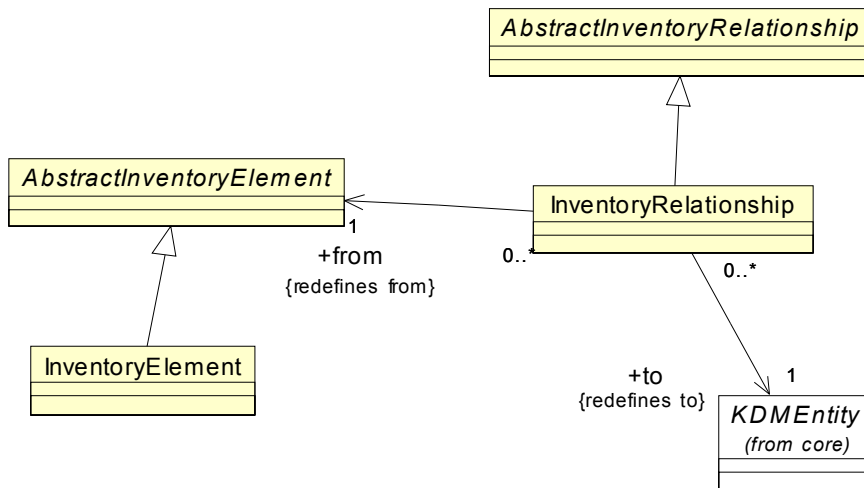 AbstractInventoryRelationship
AbstractInventoryElement
InventoryRelationship
1
+from
{redefines from}
0..*
0..*
InventoryElement
+to
{redefines to}
1
KDMEntity
(from core)